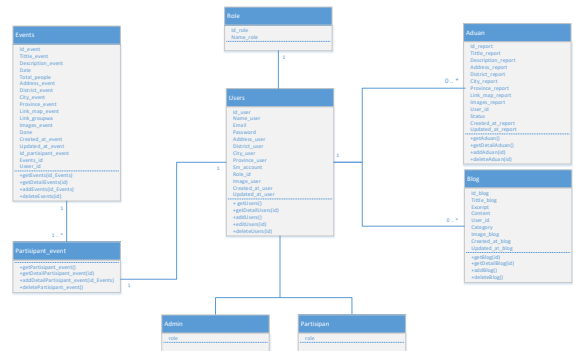 Role
Id_role
Name_role
1
Events
Id_event
Tittle_event
Description_event
Date
Total_people
Address_event
District_event
City_event
Province_event
Link_map_event
Link_groupwa
Images_event
Done
Created_at_event
Updated_at_event
Id_participant_event
Events_id
User_id
+getEvents(id_Events)
+getDetailEvents(id)
+addEvents(id_Events)
+deleteEvents(id)
1
1..*
Partisipant_event
+getPartisipant_event()
+getDetailPartisipant_event(id)
+addDetailPartisipant_event(id_Events)
+deletePartisipant_event()
1
Users
Id_user
Name_user
Email
Password
Address_user
District_user
City_user
Province_user
Sm_account
Role_id
Image_user
Created_at_user
Updated_at_user
+ getUsers()
+getDetailUsers(id)
+addUsers()
+editUsers(id)
+deleteUsers(id)
1
1
Aduan
Id_report
Tittle_report
Description_report
Address_report
District_report
City_report
Province_report
Link_map_report
Images_report
User_id
Status
Created_at_report
Updated_at_report
+getAduan()
+getDetailAduan(id)
+addAduan(id)
+deleteAduan(id)
0..*
Blog
Id_blog
Tittle_blog
Exerpt
Content
User_id
Category
Image_blog
Created_at_blog
Updated_at_blog
+getBlog(id)
+getDetailBlog(id)
+addBlog()
+deleteBlog()
0..*
Admin
role
Partisipan
role